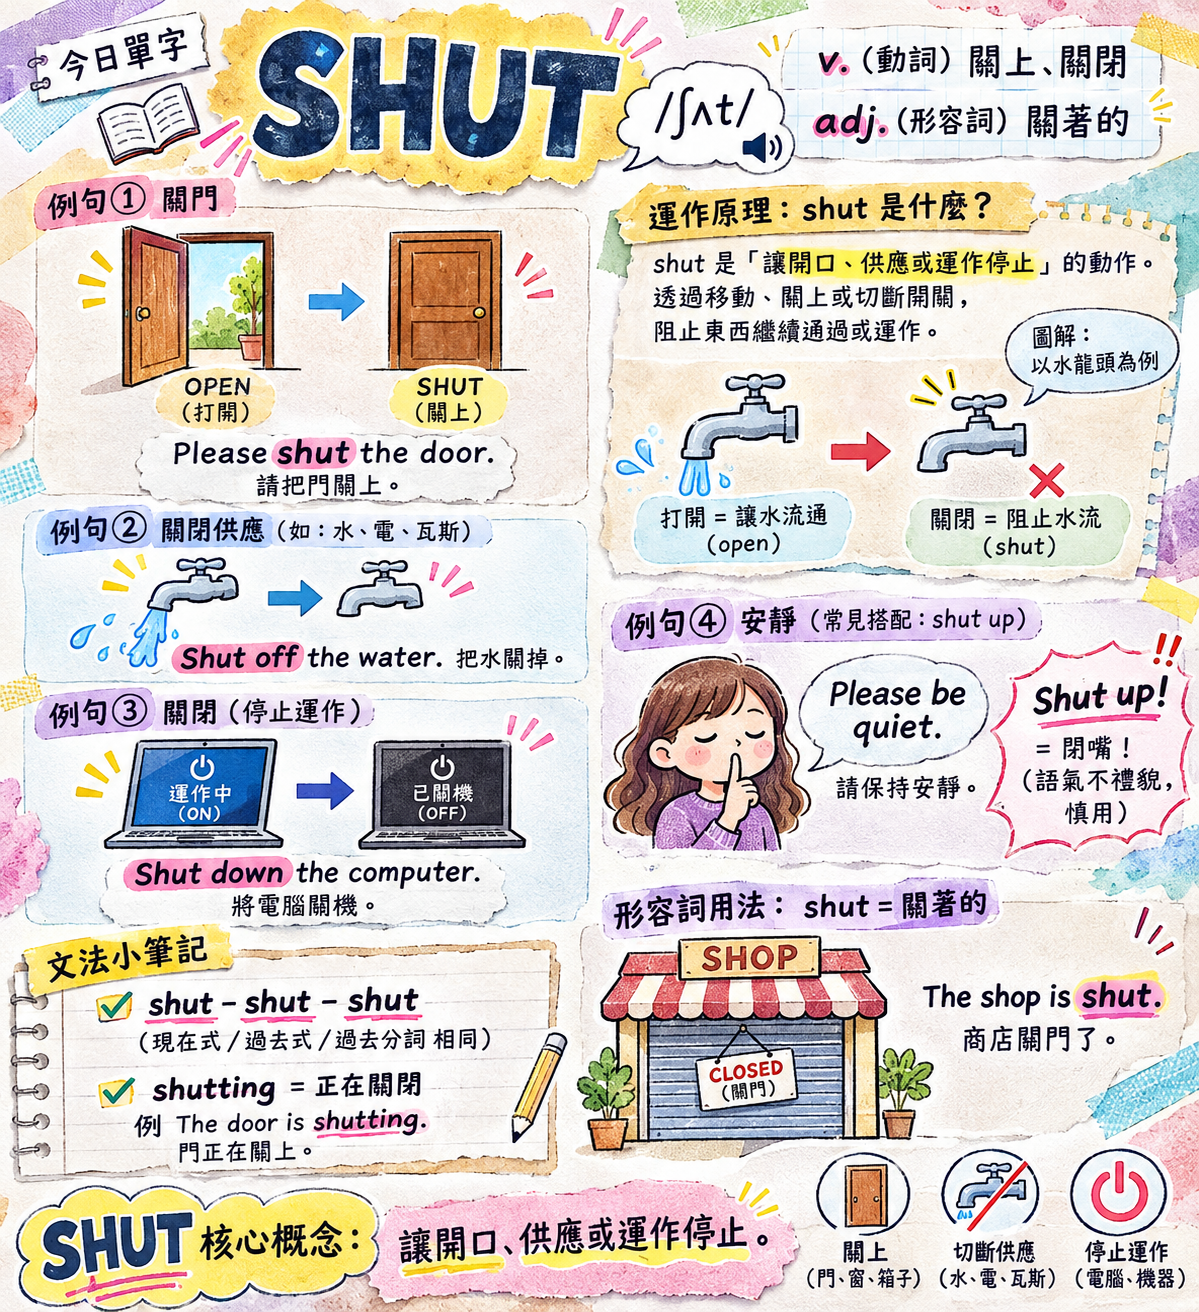 今日單字
SHUT
/ʃʌt/
v. (動詞) 關上、關閉
adj. (形容詞) 關著的
例句① 關門
OPEN
(打開)
SHUT
(關上)
Please shut the door.
請把門關上。
運作原理：shut 是什麼？
shut 是「讓開口、供應或運作停止」的動作。
透過移動、關上或切斷開關，
阻止東西繼續通過或運作。
圖解：
以水龍頭為例
打開 = 讓水流通
(open)
關閉 = 阻止水流
(shut)
例句② 關閉供應 (如：水、電、瓦斯)
Shut off the water. 把水關掉。
例句③ 關閉 (停止運作)
運作中
(ON)
已關機
(OFF)
Shut down the computer.
將電腦關機。
例句④ 安靜 (常見搭配：shut up)
Please be
quiet.
請保持安靜。
!!
Shut up!
= 閉嘴！
(語氣不禮貌，
慎用)
文法小筆記
shut – shut – shut
(現在式 / 過去式 / 過去分詞 相同)
shutting = 正在關閉
例 The door is shutting.
門正在關上。
形容詞用法： shut = 關著的
SHOP
CLOSED
(關門)
The shop is shut.
商店關門了。
SHUT 核心概念：
讓開口、供應或運作停止。
關上
(門、窗、箱子)
切斷供應
(水、電、瓦斯)
停止運作
(電腦、機器)